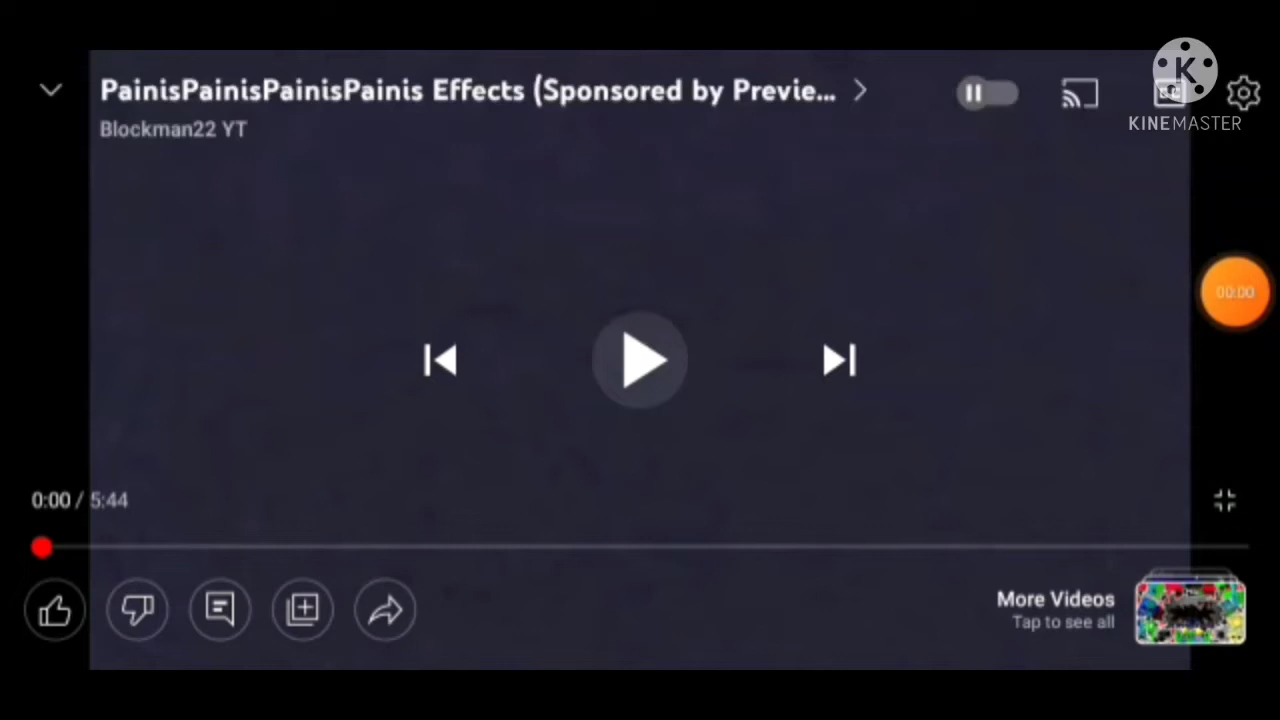 PainisPainisPainisPainis Effects (Sponsored by Previe...
Blockman22 YT
K
KINEMASTER
00:00
0:00 / 5:44
More Videos
Tap to see all